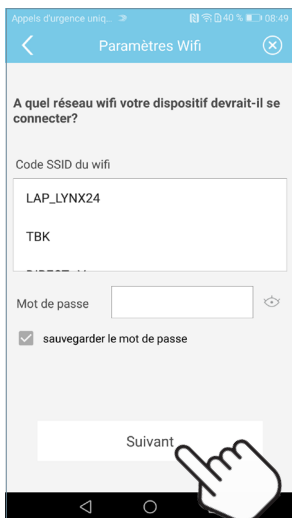 Appels d'urgence uniq... 40 % 08:49
Paramètres Wifi
A quel réseau wifi votre dispositif devrait-il se
connecter?
Code SSID du wifi
LAP_LYNX24
TBK
Mot de passe
sauvegarder le mot de passe
Suivant